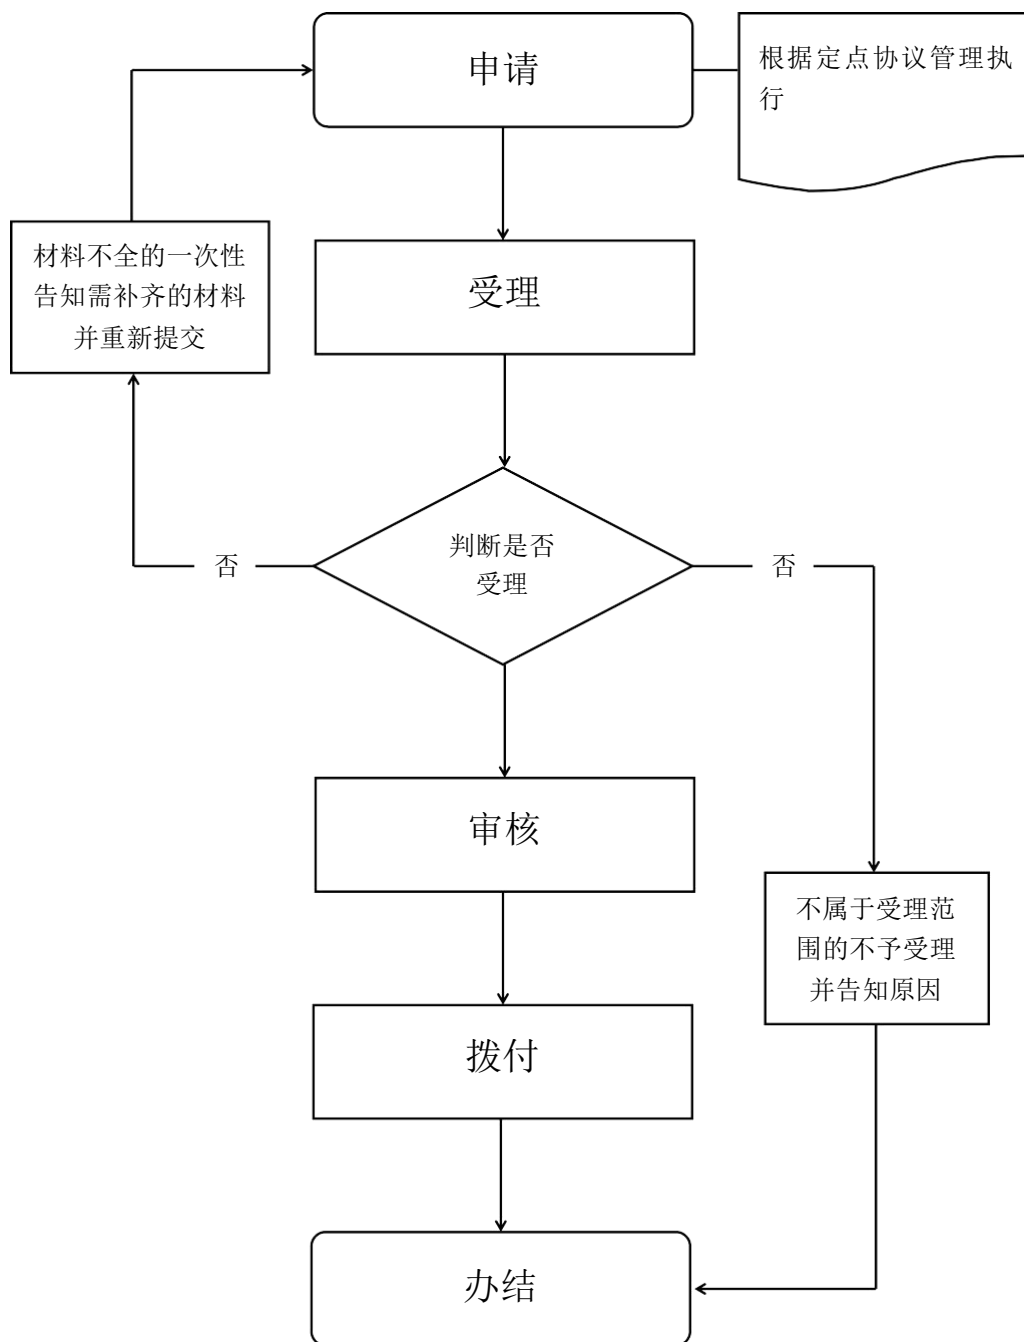 申请
根据定点协议管理执
行
材料不全的一次性
告知需补齐的材料
并重新提交
受理
判断是否
受理
否
否
审核
不属于受理范
围的不予受理
并告知原因
拨付
办结